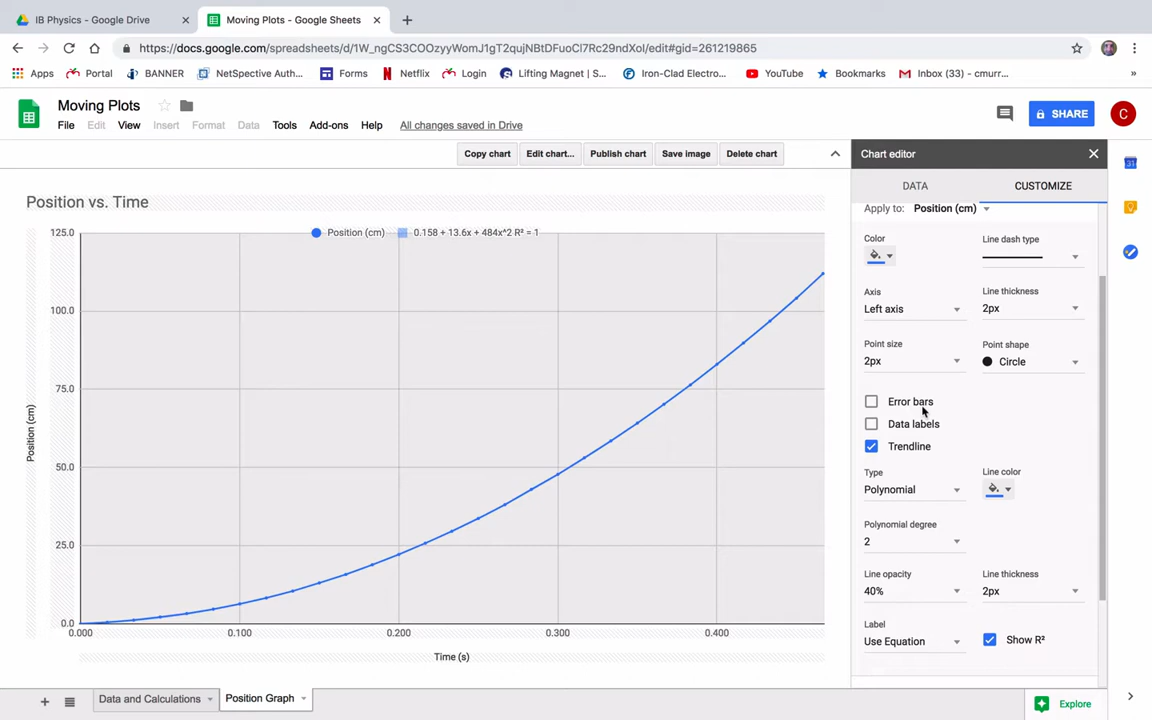 IB Physics - Google Drive
Moving Plots - Google Sheets
https://docs.google.com/spreadsheets/d/1W_ngCS3COOzyyWomJ1gT2qujNBtDFuoCl7Rc29ndXoI/edit#gid=261219865
Apps Portal BANNER NetSpective Auth... Forms Netflix Login Lifting Magnet | S... Iron-Clad Electro... YouTube Bookmarks Inbox (33) - cmurr... »
Moving Plots
File Edit View Insert Format Data Tools Add-ons Help All changes saved in Drive
SHARE
C
Copy chart Edit chart... Publish chart Save image Delete chart
Chart editor
DATA CUSTOMIZE
Apply to: Position (cm)
Position vs. Time
Position (cm) 0.158 + 13.6x + 484x^2 R² = 1
125.0
100.0
75.0
50.0
25.0
0.0
Position (cm)
0.000 0.100 0.200 0.300 0.400
Time (s)
Color Line dash type
Axis Line thickness
Left axis 2px
Point size Point shape
2px Circle
Error bars
Data labels
Trendline
Type Line color
Polynomial
Polynomial degree
2
Line opacity Line thickness
40% 2px
Label
Use Equation Show R²
31
Data and Calculations Position Graph
Explore